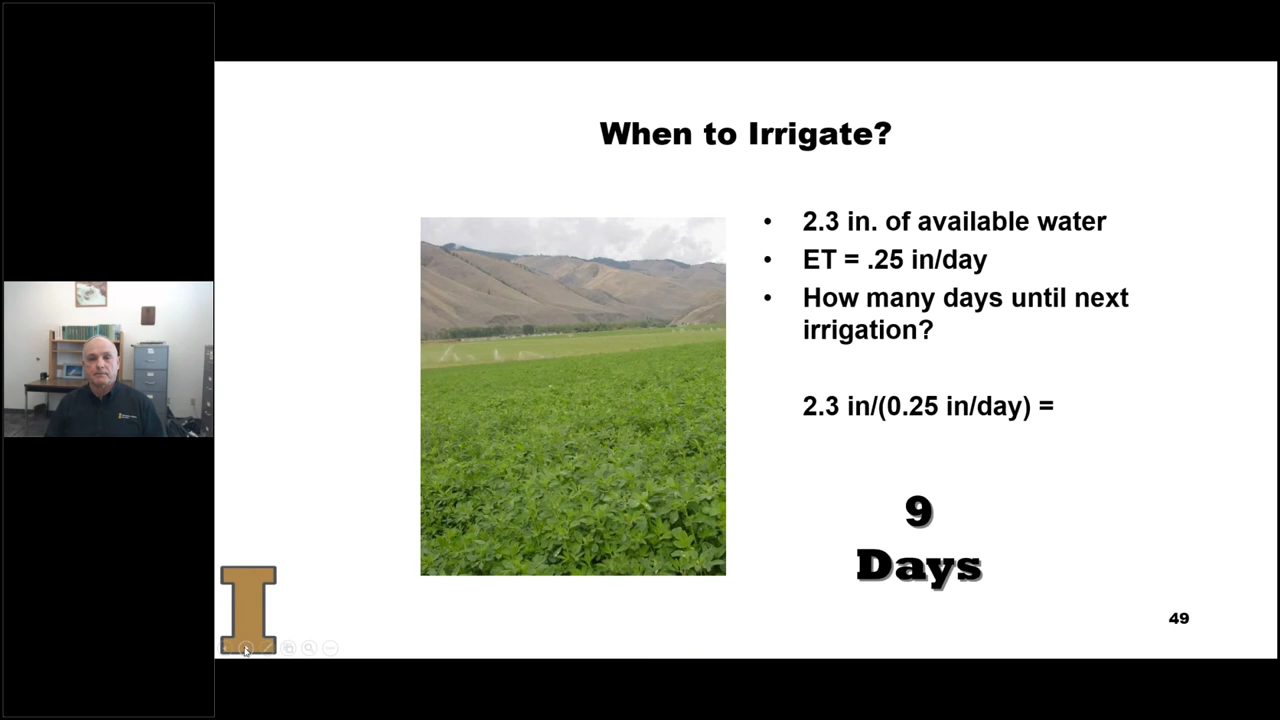 When to Irrigate?
• 2.3 in. of available water
• ET = .25 in/day
• How many days until next
irrigation?
2.3 in/(0.25 in/day) =
9
Days
I
49